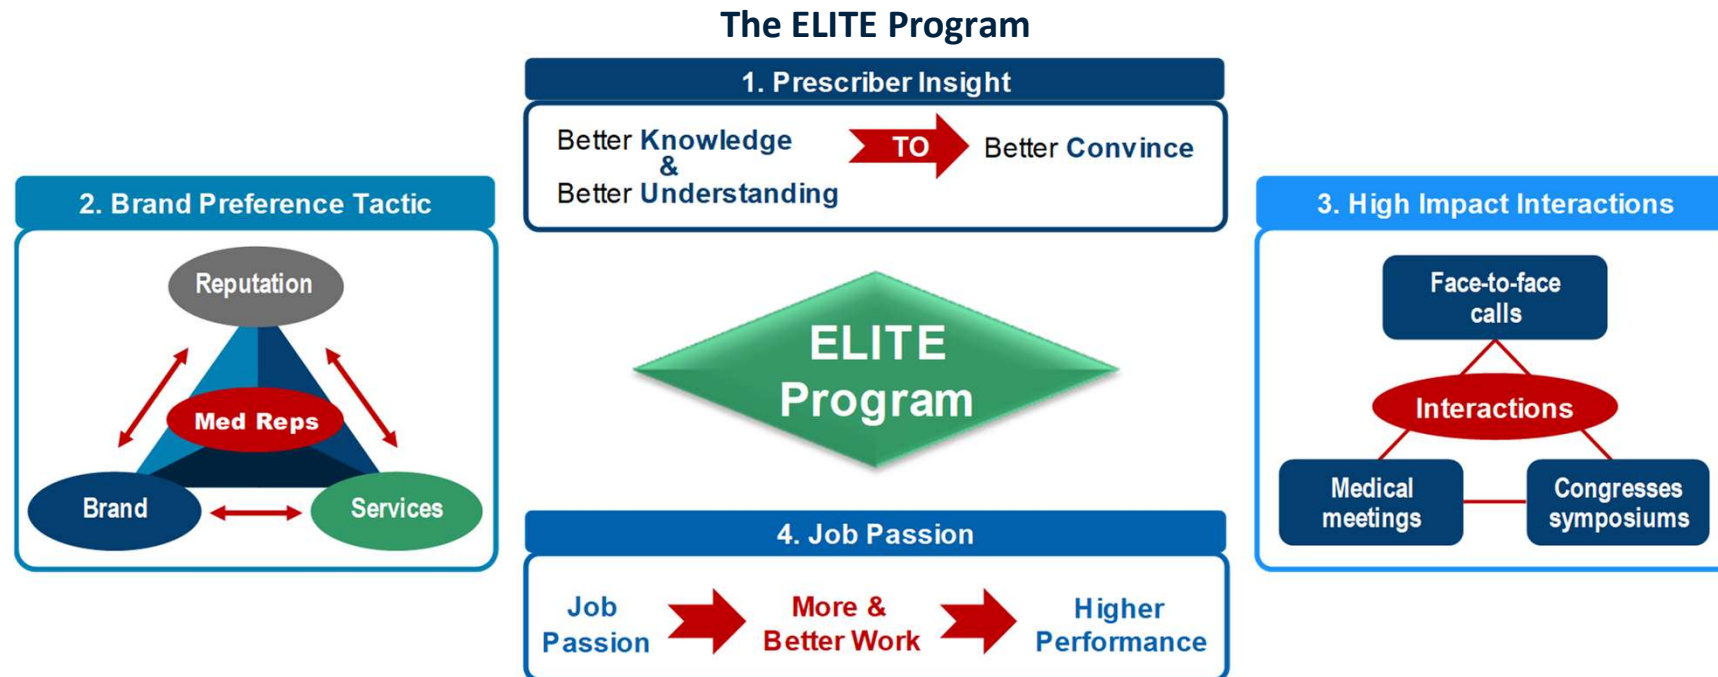 The ELITE Program
1. Prescriber Insight
Better Knowledge
&
Better Understanding
TO
Better Convince
2. Brand Preference Tactic
Reputation
Med Reps
Brand
Services
ELITE
Program
3. High Impact Interactions
Face-to-face
calls
Interactions
Medical
meetings
Congresses
symposiums
4. Job Passion
Job
Passion
More &
Better Work
Higher
Performance